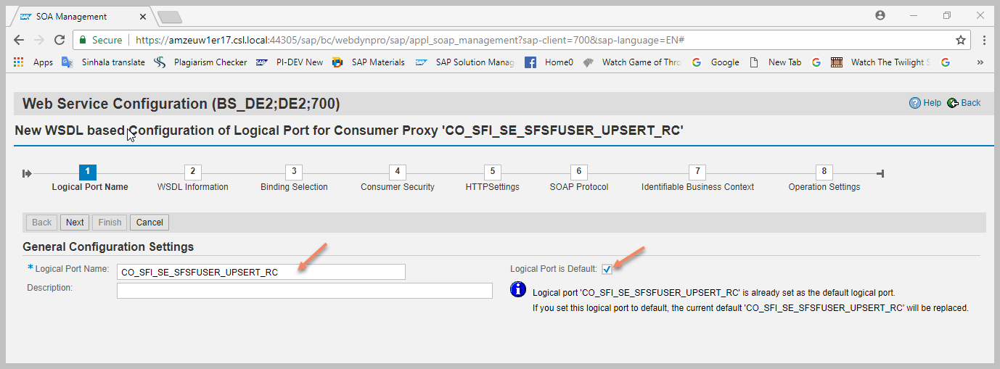 SAP SOA Management
Secure https://amzeuw1er17.csl.local:44305/sap/bc/webdynpro/sap/appl_soap_management?sap-client=700&sap-language=EN#
Apps Sinhala translate Plagiarism Checker SAP PI-DEV New SAP Materials SAP SAP Solution Manag Home0 Watch Game of Thro Google New Tab Watch The Twilight S »
Web Service Configuration (BS_DE2;DE2;700) Help Back
New WSDL based Configuration of Logical Port for Consumer Proxy 'CO_SFI_SE_SFSFUSER_UPSERT_RC'
1 2 3 4 5 6 7 8
Logical Port Name WSDL Information Binding Selection Consumer Security HTTPSettings SOAP Protocol Identifiable Business Context Operation Settings
Back Next Finish Cancel
General Configuration Settings
* Logical Port Name: CO_SFI_SE_SFSFUSER_UPSERT_RC Logical Port is Default:
Description:
Logical port 'CO_SFI_SE_SFSFUSER_UPSERT_RC' is already set as the default logical port.
If you set this logical port to default, the current default 'CO_SFI_SE_SFSFUSER_UPSERT_RC' will be replaced.